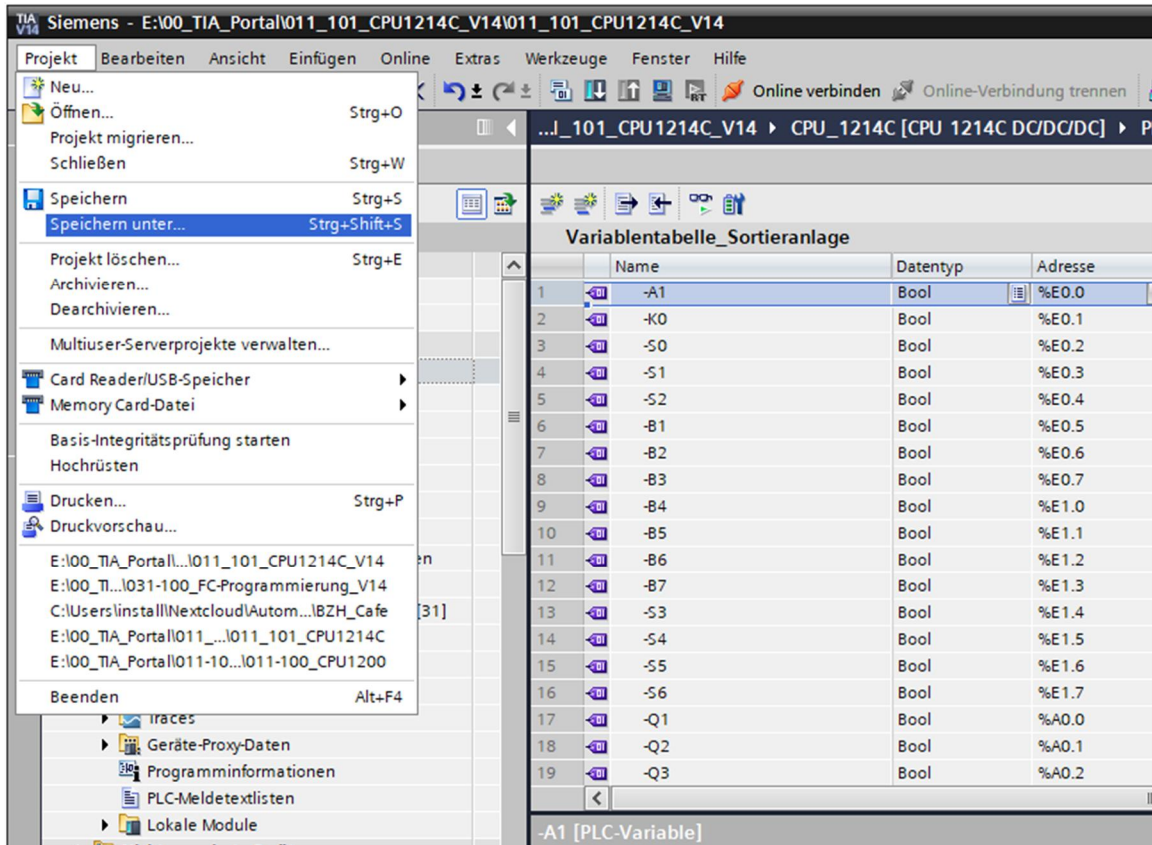 TIA V14 Siemens - E:\00_TIA_Portal\011_101_CPU1214C_V14\011_101_CPU1214C_V14
Projekt Bearbeiten Ansicht Einfügen Online Extras Werkzeuge Fenster Hilfe
Online verbinden Online-Verbindung trennen
Neu...
Öffnen... Strg+O
Projekt migrieren...
Schließen Strg+W
Speichern Strg+S
Speichern unter... Strg+Shift+S
Projekt löschen... Strg+E
Archivieren...
Dearchivieren...
Multiuser-Serverprojekte verwalten...
Card Reader/USB-Speicher
Memory Card-Datei
Basis-Integritätsprüfung starten
Hochrüsten
Drucken... Strg+P
Druckvorschau...
E:\00_TIA_Portal\...\011_101_CPU1214C_V14
E:\00_TI...\031-100_FC-Programmierung_V14
C:\Users\install\Nextcloud\Autom...\BZH_Cafe
E:\00_TIA_Portal\011_...\011_101_CPU1214C
E:\00_TIA_Portal\011-10...\011-100_CPU1200
Beenden Alt+F4
en
[31]
Traces
Geräte-Proxy-Daten
Programminformationen
PLC-Meldetextlisten
Lokale Module
..._101_CPU1214C_V14 CPU_1214C [CPU 1214C DC/DC/DC]
Variablentabelle_Sortieranlage
Name Datentyp Adresse
1 -A1 Bool %E0.0
2 -K0 Bool %E0.1
3 -S0 Bool %E0.2
4 -S1 Bool %E0.3
5 -S2 Bool %E0.4
6 -B1 Bool %E0.5
7 -B2 Bool %E0.6
8 -B3 Bool %E0.7
9 -B4 Bool %E1.0
10 -B5 Bool %E1.1
11 -B6 Bool %E1.2
12 -B7 Bool %E1.3
13 -S3 Bool %E1.4
14 -S4 Bool %E1.5
15 -S5 Bool %E1.6
16 -S6 Bool %E1.7
17 -Q1 Bool %A0.0
18 -Q2 Bool %A0.1
19 -Q3 Bool %A0.2
-A1 [PLC-Variable]